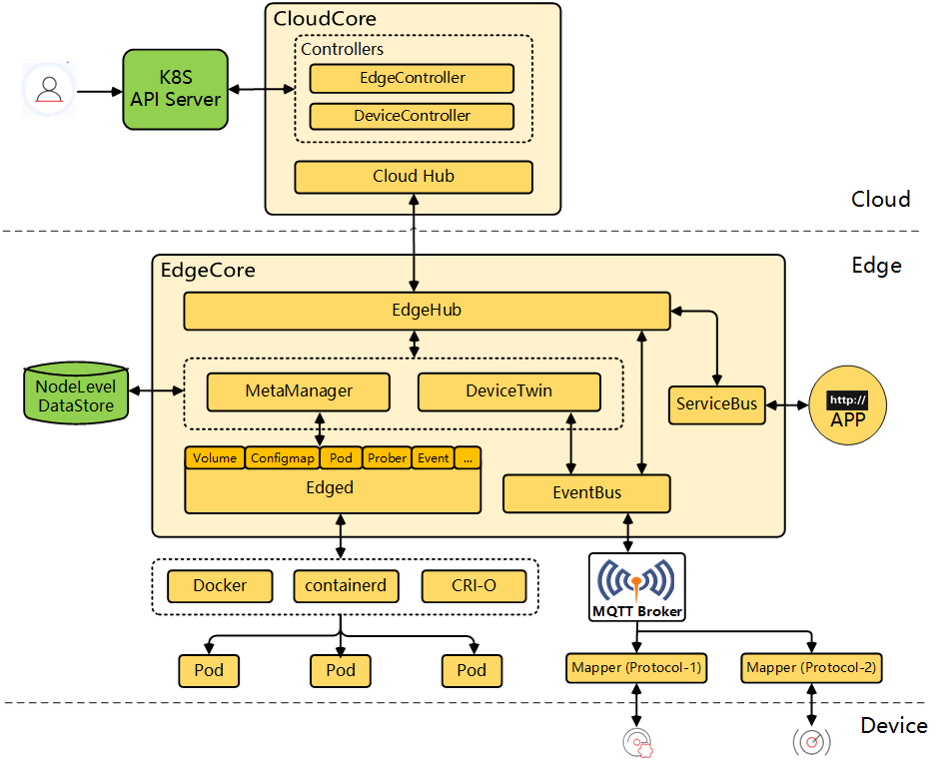 CloudCore
Controllers
EdgeController
DeviceController
Cloud Hub
K8S
API Server
Cloud
Edge
EdgeCore
EdgeHub
MetaManager
DeviceTwin
NodeLevel
DataStore
ServiceBus
http://
APP
Volume
Configmap
Pod
Prober
Event
...
Edged
EventBus
Docker
containerd
CRI-O
MQTT Broker
Pod
Pod
Pod
Mapper (Protocol-1)
Mapper (Protocol-2)
Device